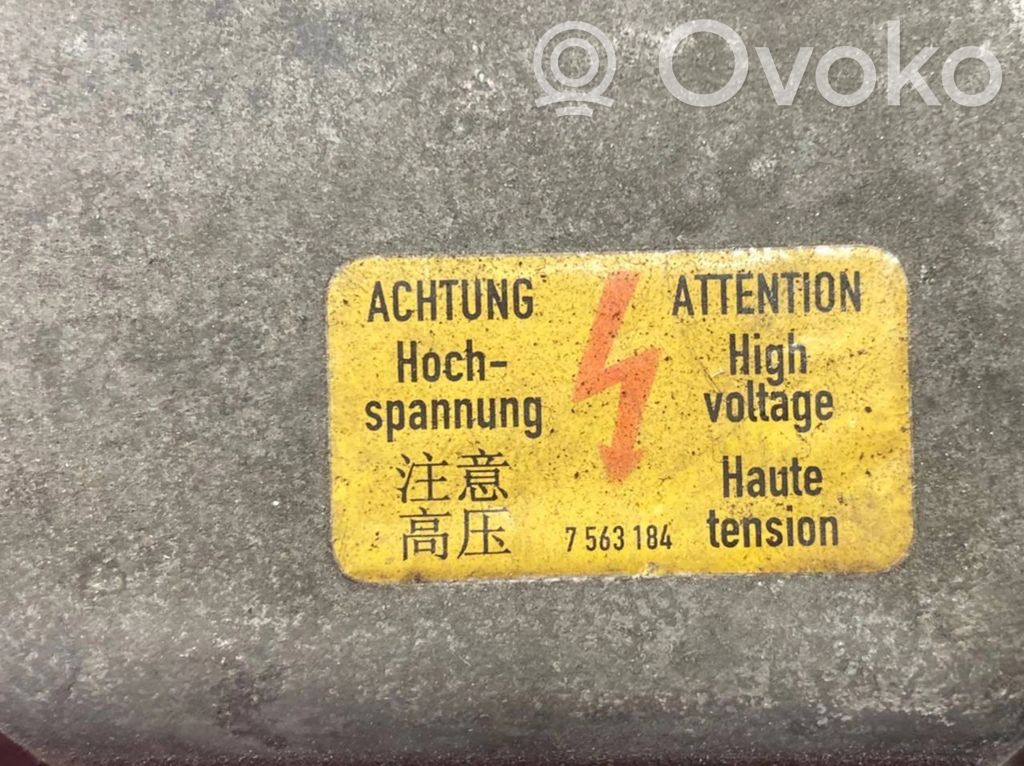 Ovoko
ACHTUNG
Hoch-
spannung
注意
高压
ATTENTION
High
voltage
Haute
tension
7 563 184